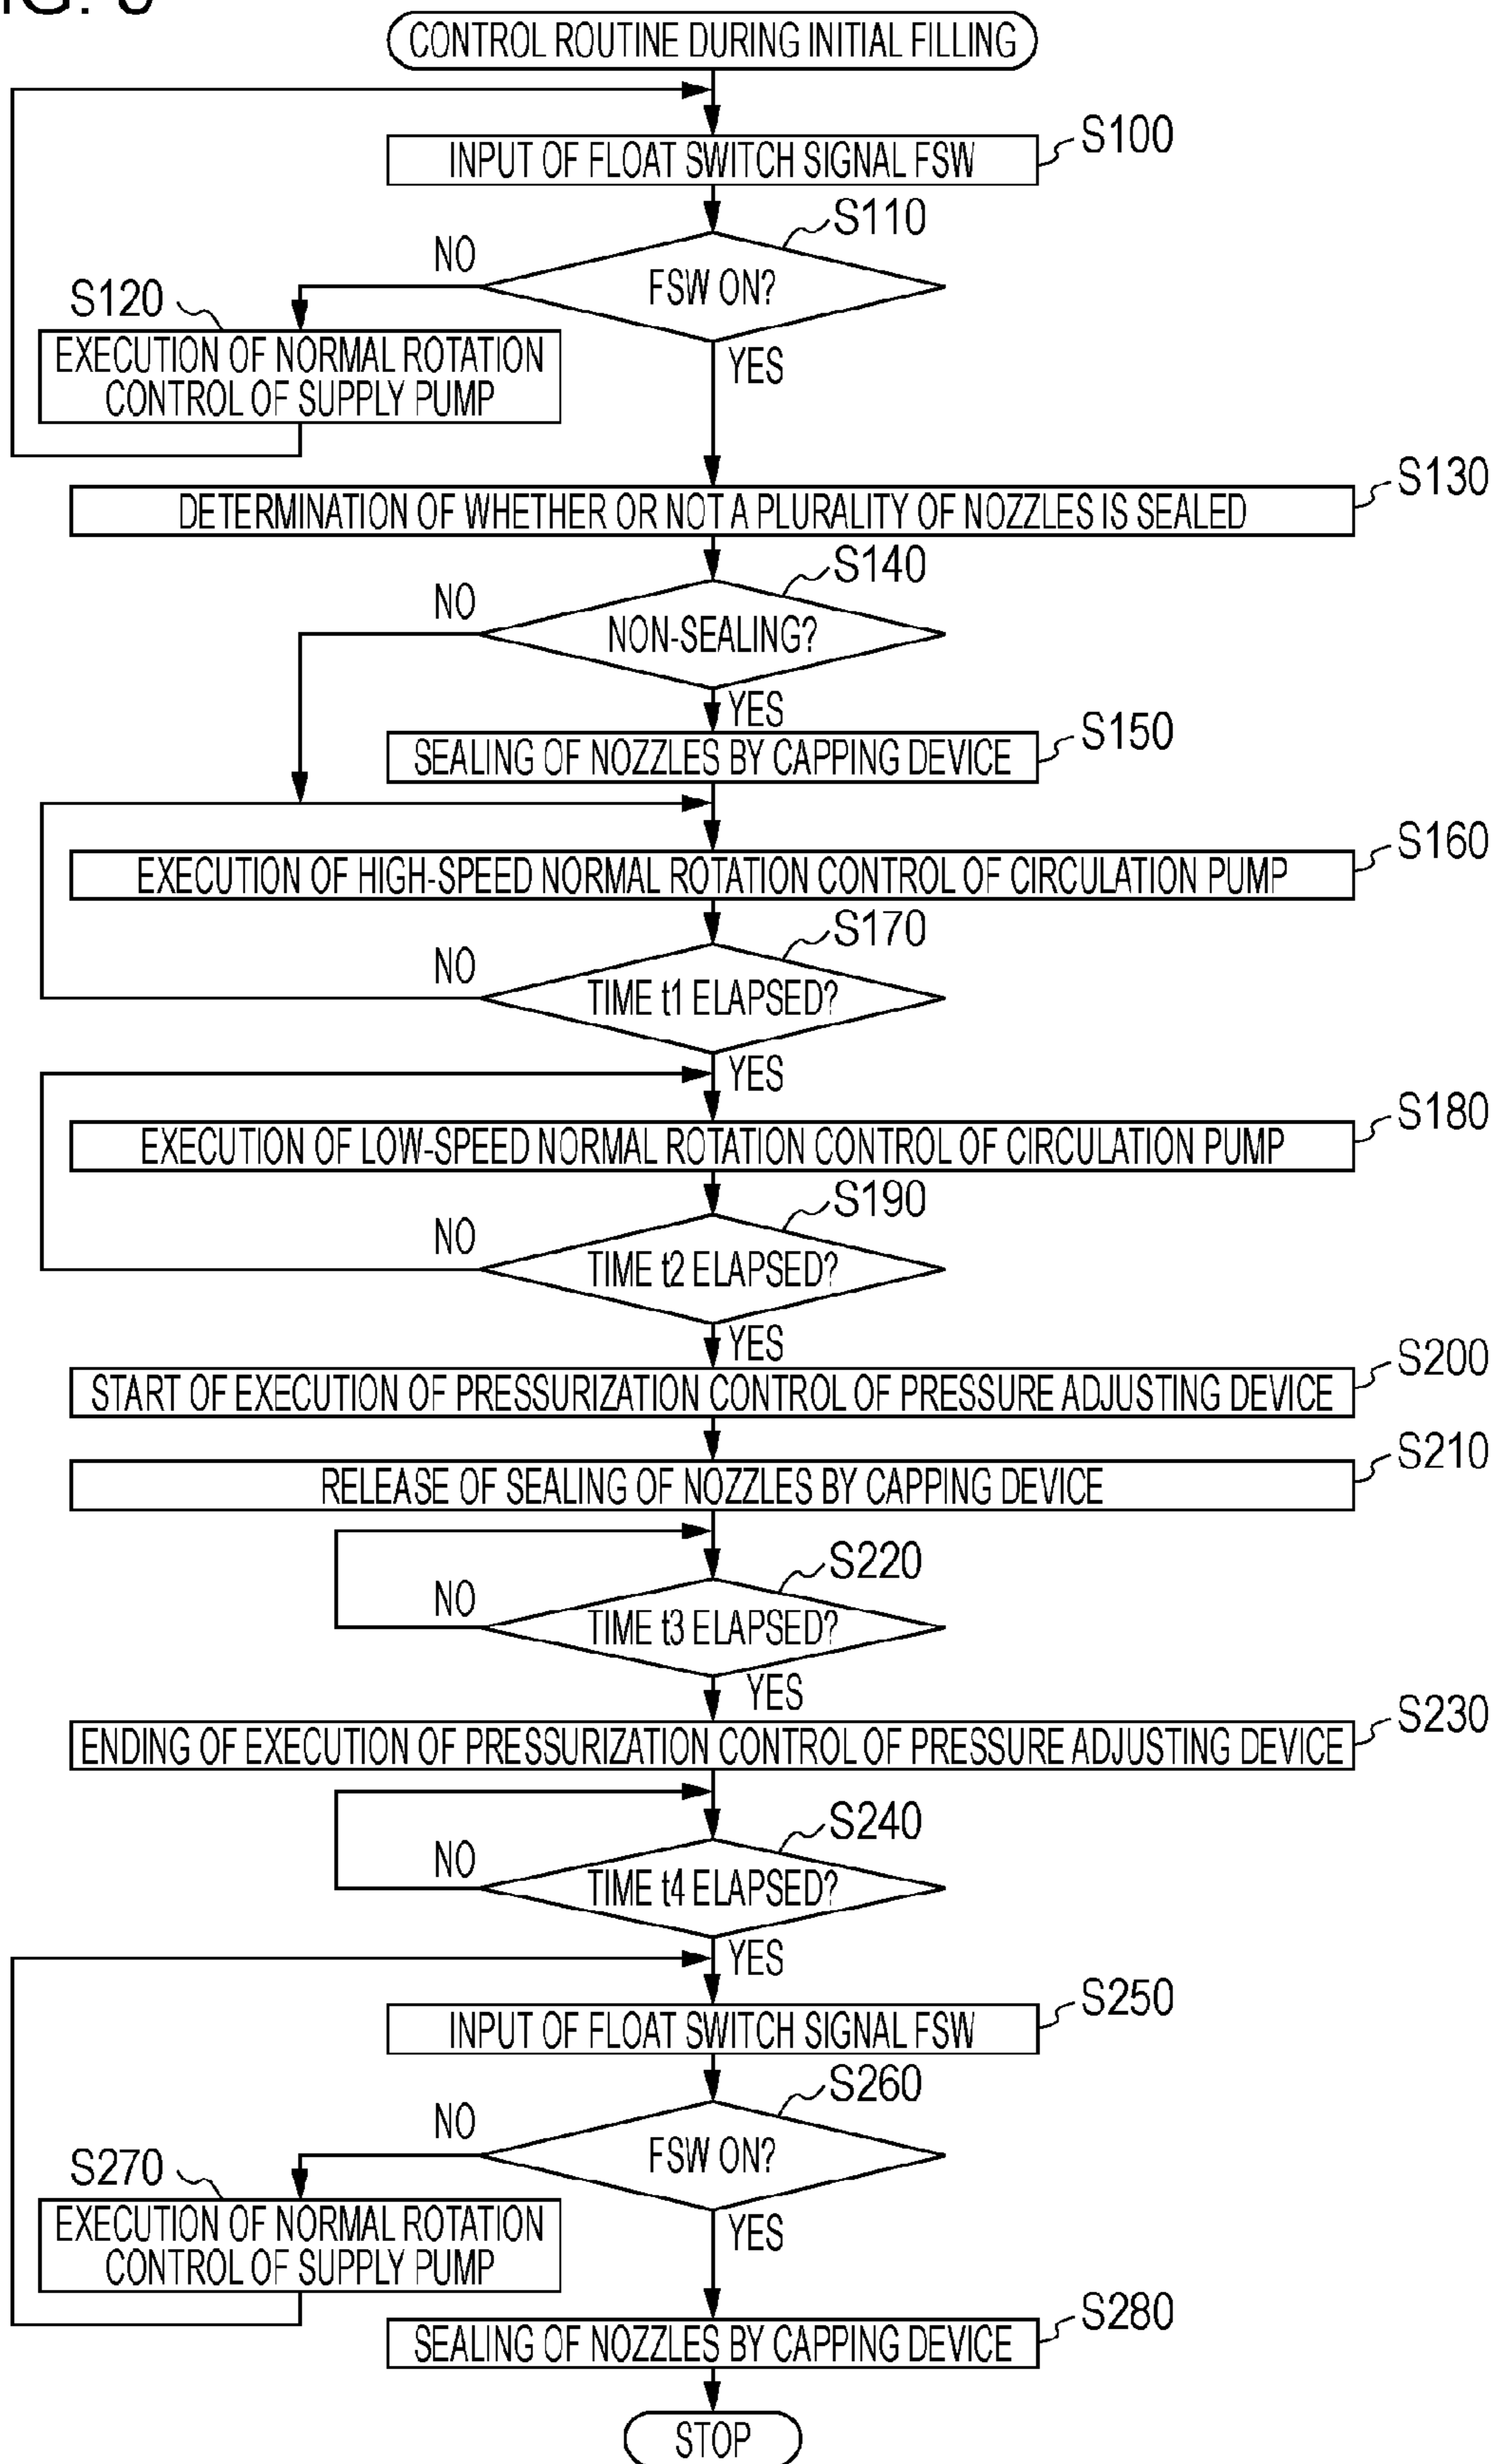 CONTROL ROUTINE DURING INITIAL FILLING
INPUT OF FLOAT SWITCH SIGNAL FSW
S100
S110
NO
FSW ON?
YES
S120
EXECUTION OF NORMAL ROTATION
CONTROL OF SUPPLY PUMP
S130
DETERMINATION OF WHETHER OR NOT A PLURALITY OF NOZZLES IS SEALED
S140
NO
NON-SEALING?
YES
S150
SEALING OF NOZZLES BY CAPPING DEVICE
S160
EXECUTION OF HIGH-SPEED NORMAL ROTATION CONTROL OF CIRCULATION PUMP
S170
NO
TIME t1 ELAPSED?
YES
S180
EXECUTION OF LOW-SPEED NORMAL ROTATION CONTROL OF CIRCULATION PUMP
S190
NO
TIME t2 ELAPSED?
YES
S200
START OF EXECUTION OF PRESSURIZATION CONTROL OF PRESSURE ADJUSTING DEVICE
S210
RELEASE OF SEALING OF NOZZLES BY CAPPING DEVICE
S220
NO
TIME t3 ELAPSED?
YES
S230
ENDING OF EXECUTION OF PRESSURIZATION CONTROL OF PRESSURE ADJUSTING DEVICE
S240
NO
TIME t4 ELAPSED?
YES
S250
INPUT OF FLOAT SWITCH SIGNAL FSW
S260
NO
FSW ON?
YES
S270
EXECUTION OF NORMAL ROTATION
CONTROL OF SUPPLY PUMP
S280
SEALING OF NOZZLES BY CAPPING DEVICE
STOP